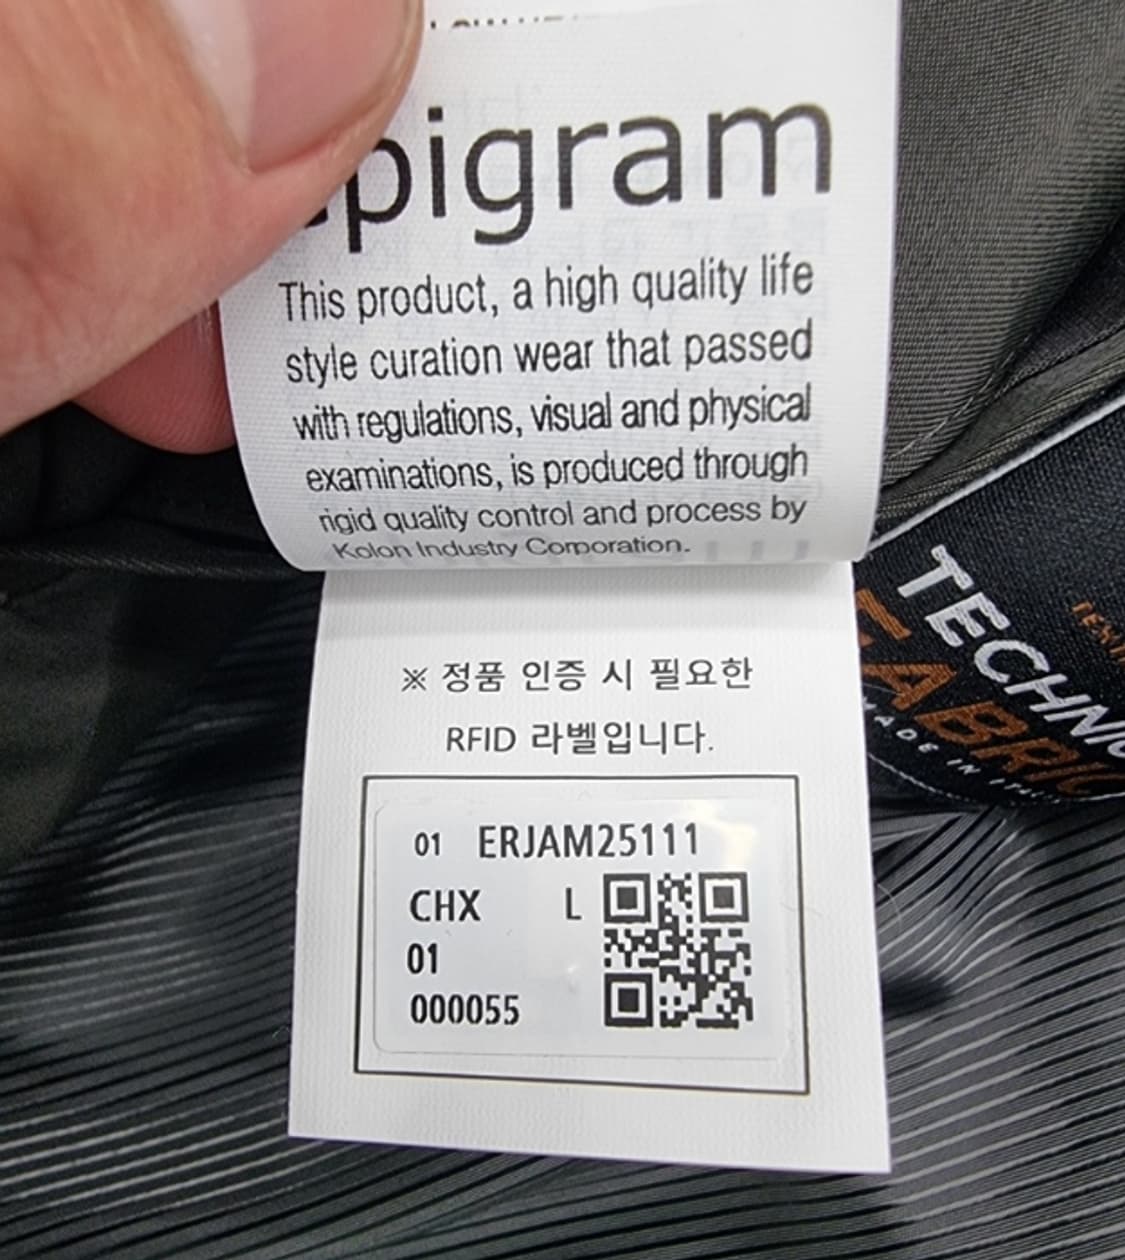 pigram
This product, a high quality life
style curation wear that passed
with regulations, visual and physical
examinations, is produced through
rigid quality control and process by
Kolon Industry Corporation.
※ 정품 인증 시 필요한
RFID 라벨입니다.
01 ERJAM25111
CHX L
01
000055
TECHN
FABRIC
MADE IN ITALY